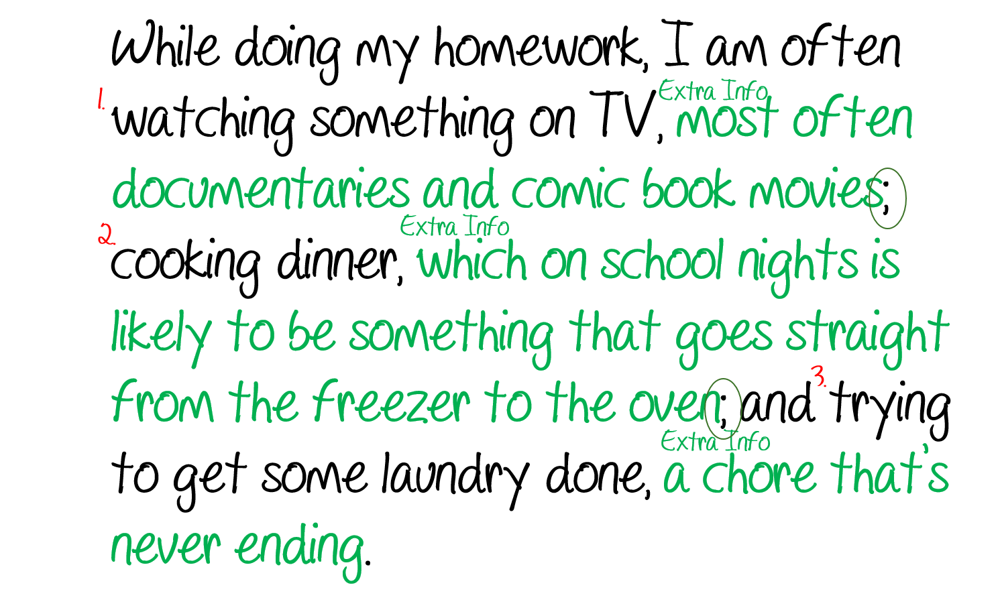 While doing my homework, I am often
Extra Info
1. watching something on TV, most often
documentaries and comic book movies;
Extra Info
2. cooking dinner, which on school nights is
likely to be something that goes straight
from the freezer to the oven; and 3. trying
Extra Info
to get some laundry done, a chore that's
never ending.